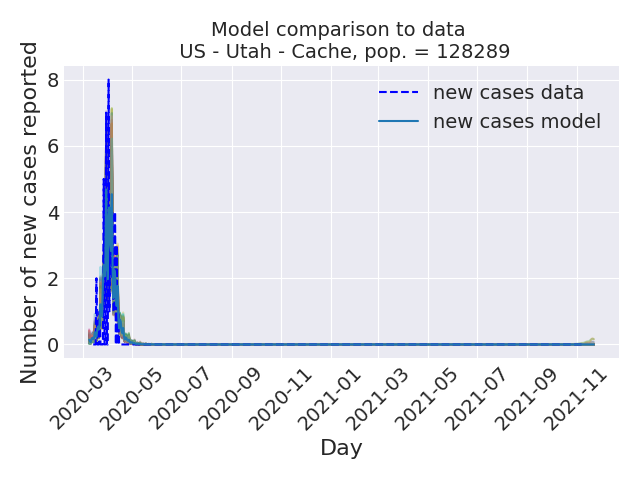 Model comparison to data
US - Utah - Cache, pop. = 128289
Number of new cases reported
8
6
4
2
0
new cases data
new cases model
2020-03
2020-05
2020-07
2020-09
2020-11
2021-01
2021-03
2021-05
2021-07
2021-09
2021-11
Day